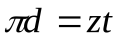 πd = zt